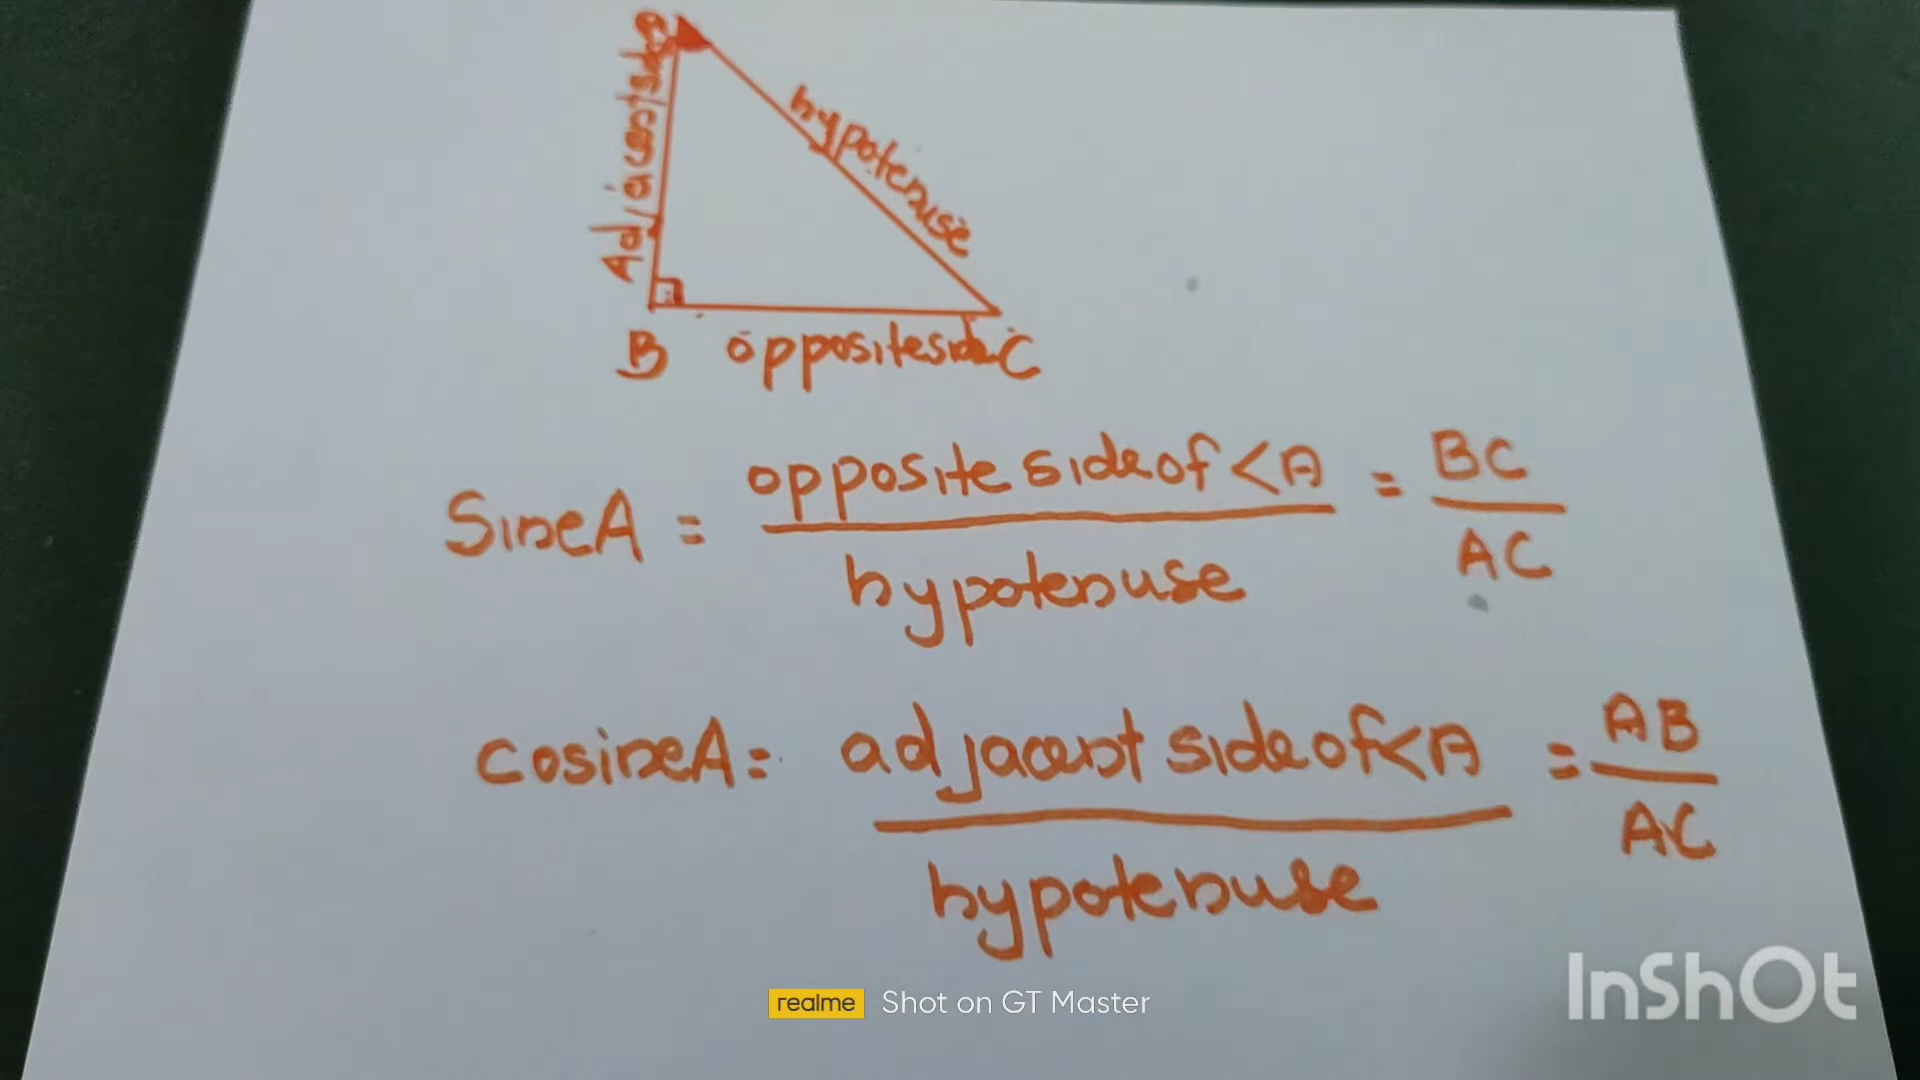 A
Adjacent side
hypotenuse
B opposite side C
SineA = opposite side of <A = BC
hypotenuse AC
cosineA = adjacent side of <A = AB
hypotenuse AC
realme Shot on GT Master
InShOt